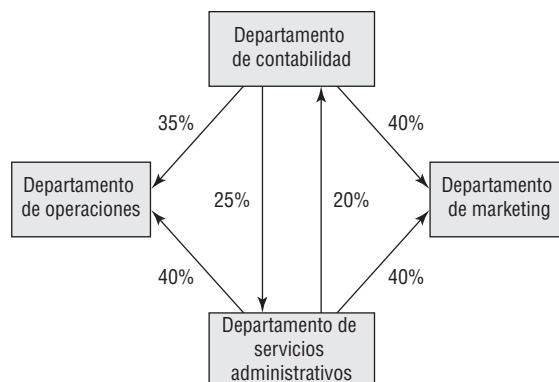 Departamento
de contabilidad
35%
40%
Departamento
de operaciones
25%
20%
Departamento
de marketing
40%
40%
Departamento de
servicios
administrativos